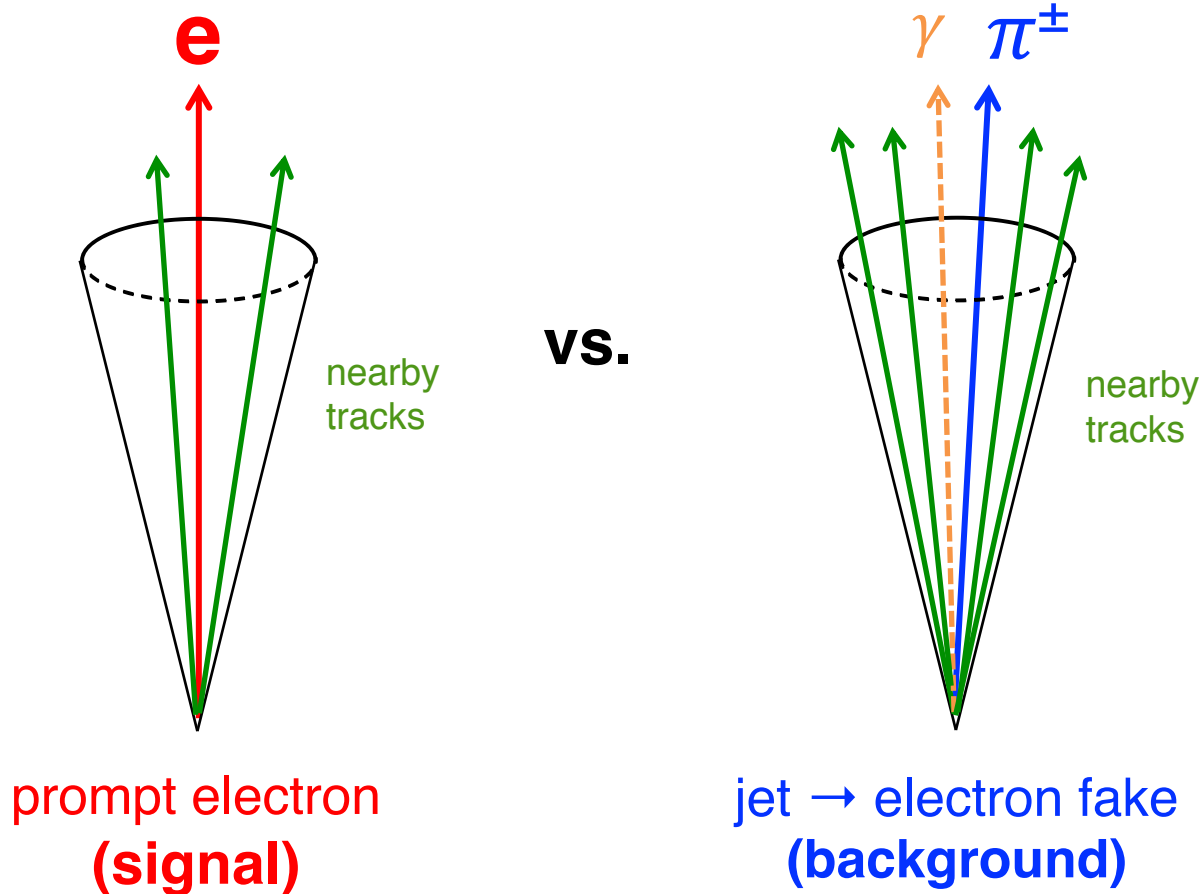 e
γ π±
vs.
nearby
tracks
nearby
tracks
prompt electron
(signal)
jet → electron fake
(background)